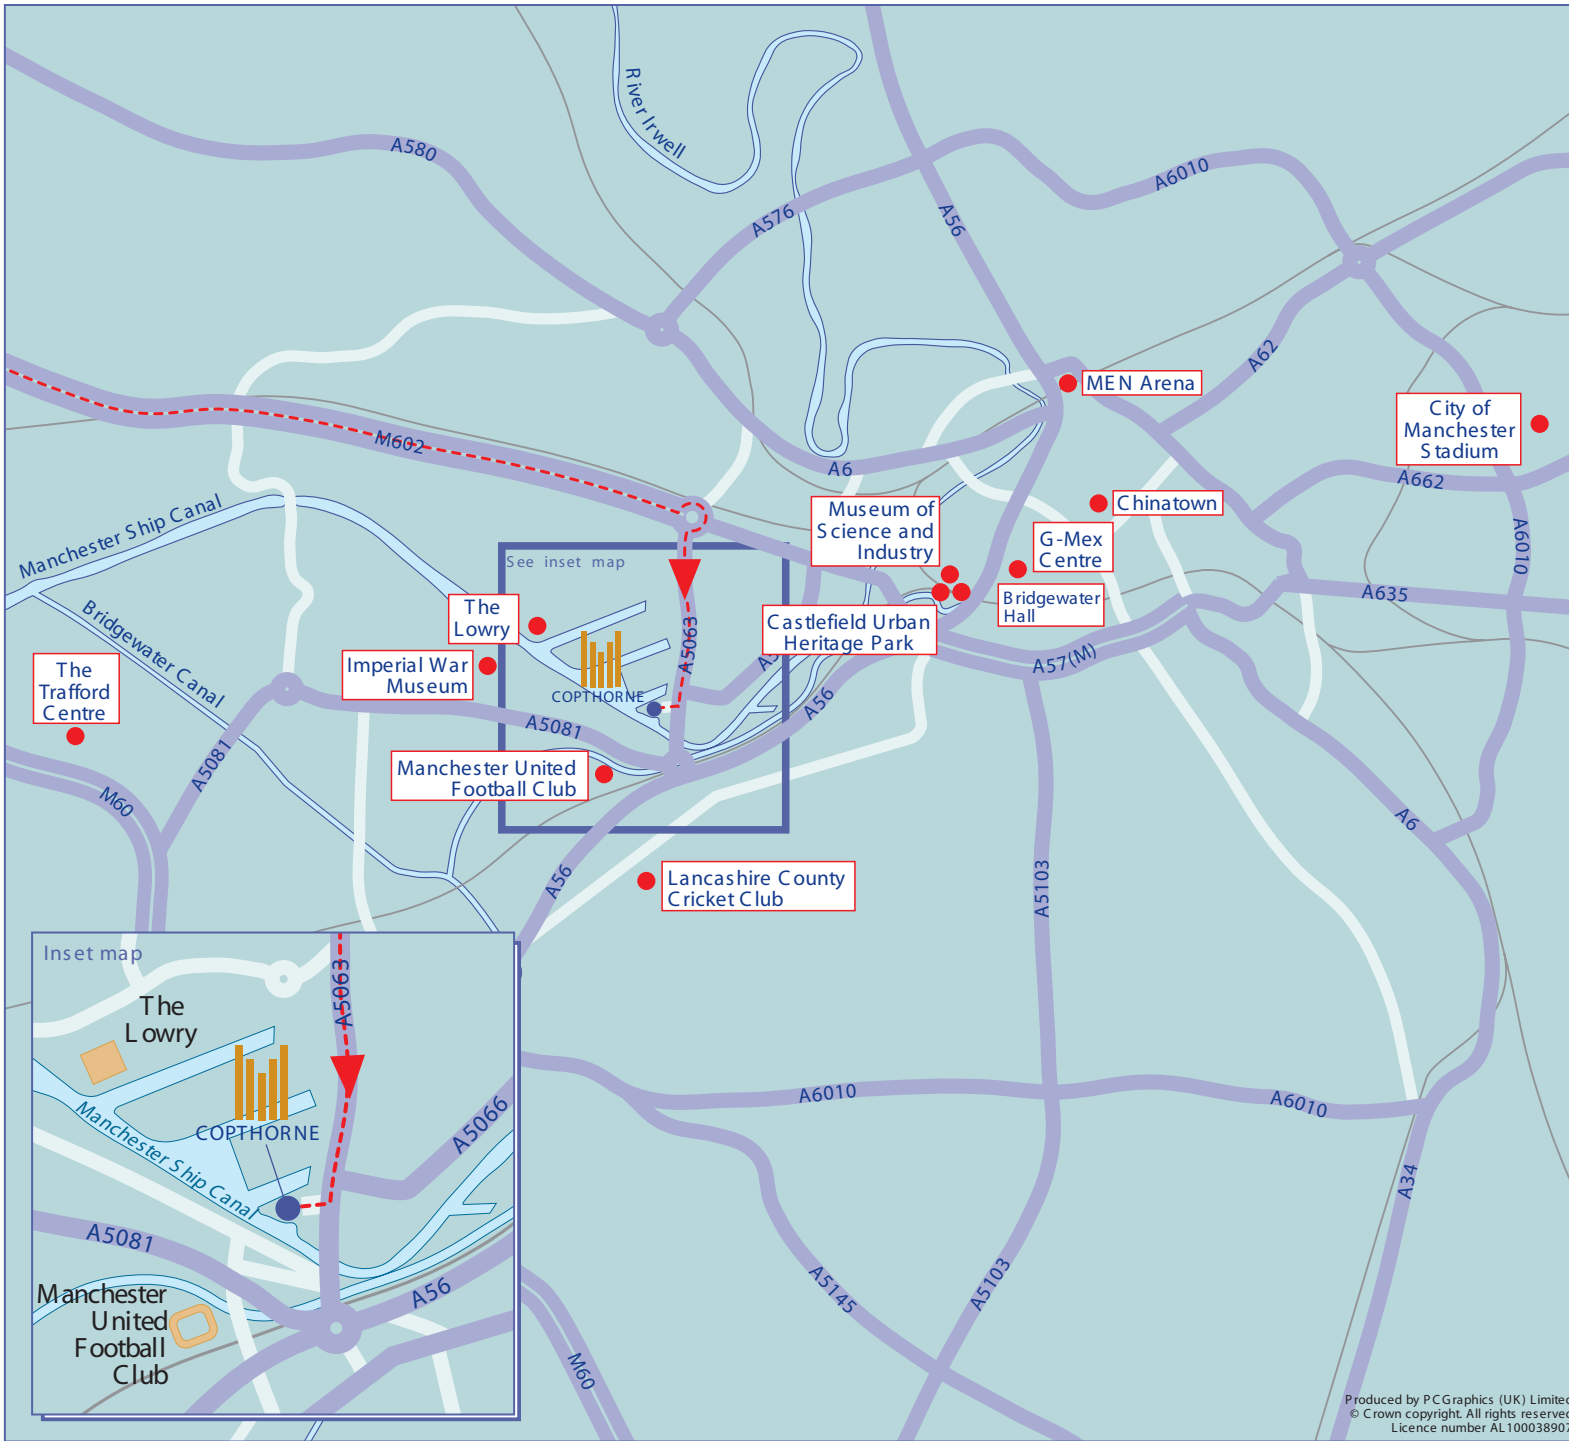 River Irwell
A580
A576
A6010
A56
A62
MEN Arena
City of
Manchester
Stadium
M602
A6
A662
Manchester Ship Canal
Museum of
Science and
Industry
Chinatown
G-Mex
Centre
A6010
See inset map
Bridgewater Canal
The
Lowry
A5063
Castlefield Urban
Heritage Park
Bridgewater
Hall
A635
The
Trafford
Centre
Imperial War
Museum
COPTHORNE
A57(M)
A5081
A5081
A56
M60
Manchester United
Football Club
A6
A56
Lancashire County
Cricket Club
A5103
Inset map
A5063
The
Lowry
Manchester Ship Canal
COPTHORNE
A5066
A5081
A56
Manchester
United
Football
Club
A6010
A6010
A34
A5145
A5103
M60
Produced by PCGraphics (UK) Limited
© Crown copyright. All rights reserved
Licence number AL100038907